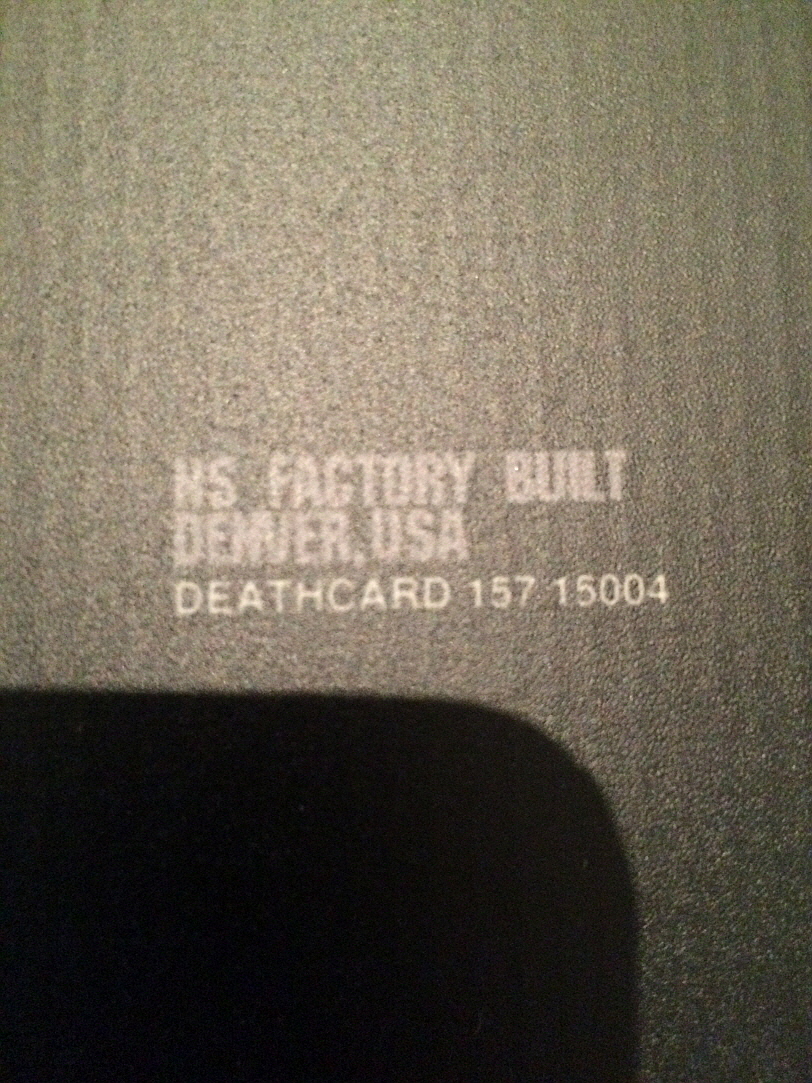 NS FACTORY BUILT
DENVER, USA
DEATHCARD 157 15004